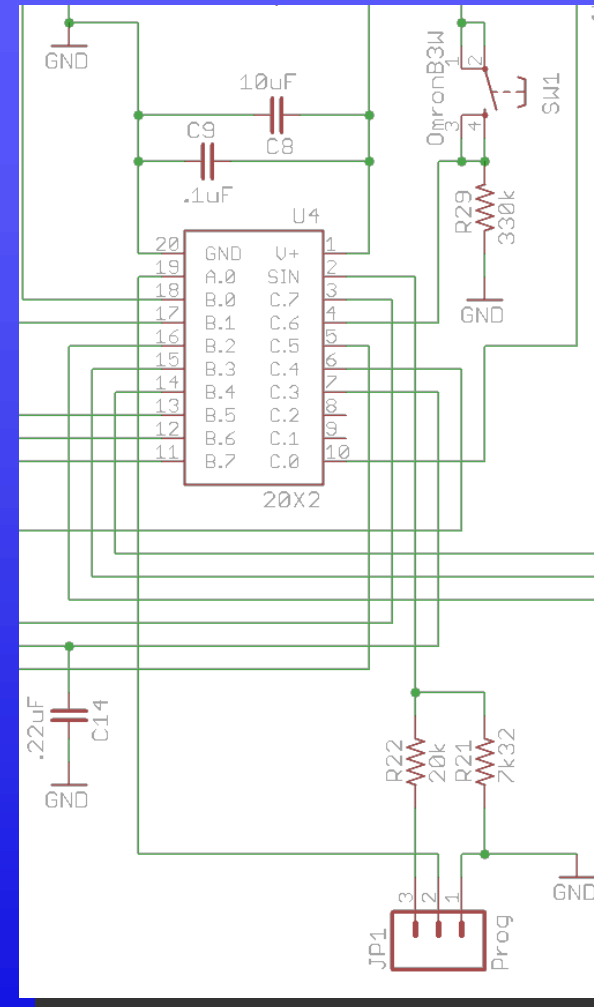 GND
10uF
C9
C8
.1uF
OmronB3W
1
2
3
4
SW1
R29
330k
GND
U4
20 GND V+ 1
19 A.0 SIN 2
18 B.0 C.7 3
17 B.1 C.6 4
16 B.2 C.5 5
15 B.3 C.4 6
14 B.4 C.3 7
13 B.5 C.2 8
12 B.6 C.1 9
11 B.7 C.0 10
20X2
.22uF
C14
GND
R22
20k
R21
7k32
GND
3
2
1
JP1
Prog